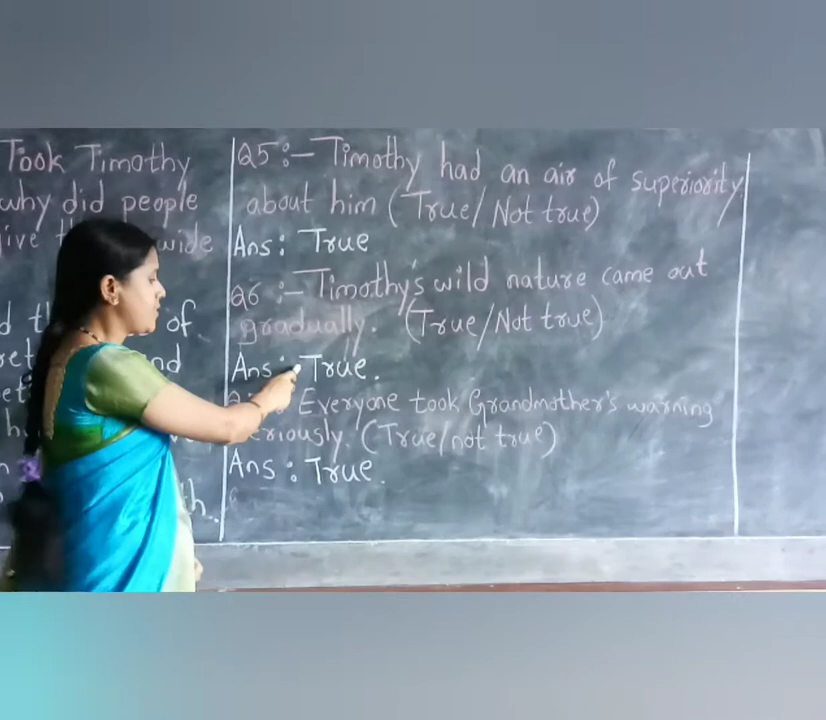 Took Timothy
why did people
wide
of
Q5:- Timothy had an air of superiority
about him (True/Not true)
Ans: True
Q6 :- Timothy's wild nature came out
gradually. (True/Not true)
Ans: True.
Everyone took Grandmother's warning
eriously. (True/not true)
Ans : True.